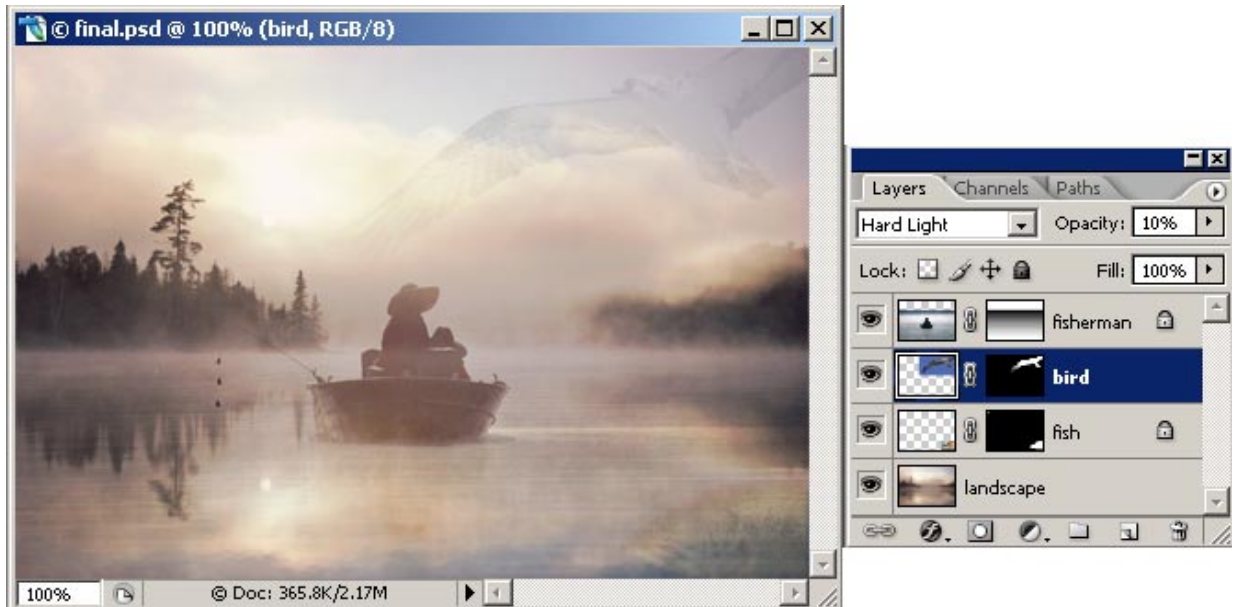 © final.psd @ 100% (bird, RGB/8)
Layers Channels Paths
Hard Light Opacity: 10%
Lock: Fill: 100%
fisherman
bird
fish
landscape
100% © Doc: 365.8K/2.17M